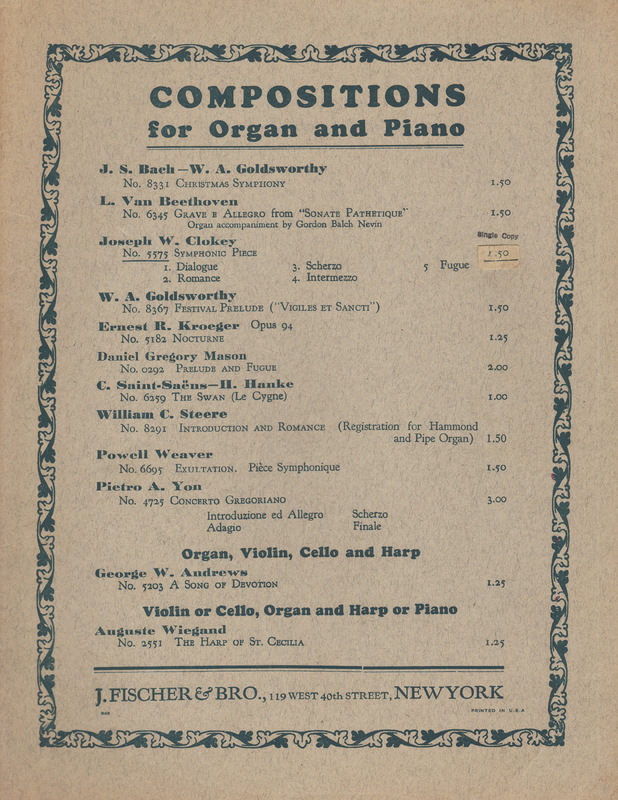 COMPOSITIONS
for Organ and Piano
J. S. Bach—W. A. Goldsworthy
No. 8331 Christmas Symphony 1.50
L. Van Beethoven
No. 6345 Grave e Allegro from "Sonate Pathetique" 1.50
Organ accompaniment by Gordon Balch Nevin
Joseph W. Clokey
Single Copy
No. 5575 Symphonic Piece 1.50
1. Dialogue 3. Scherzo 5 Fugue
2. Romance 4. Intermezzo
W. A. Goldsworthy
No. 8367 Festival Prelude ("Vigiles et Sancti") 1.50
Ernest R. Kroeger Opus 94
No. 5182 Nocturne 1.25
Daniel Gregory Mason
No. 0292 Prelude and Fugue 2.00
C. Saint-Saëns—H. Hanke
No. 6259 The Swan (Le Cygne) 1.00
William C. Steere
No. 8291 Introduction and Romance (Registration for Hammond
and Pipe Organ) 1.50
Powell Weaver
No. 6695 Exultation. Pièce Symphonique 1.50
Pietro A. Yon
No. 4725 Concerto Gregoriano 3.00
Introduzione ed Allegro Scherzo
Adagio Finale
Organ, Violin, Cello and Harp
George W. Andrews
No. 5203 A Song of Devotion 1.25
Violin or Cello, Organ and Harp or Piano
Auguste Wiegand
No. 2551 The Harp of St. Cecilia 1.25
J. FISCHER & BRO., 119 WEST 40th STREET, NEW YORK
PRINTED IN U.S.A